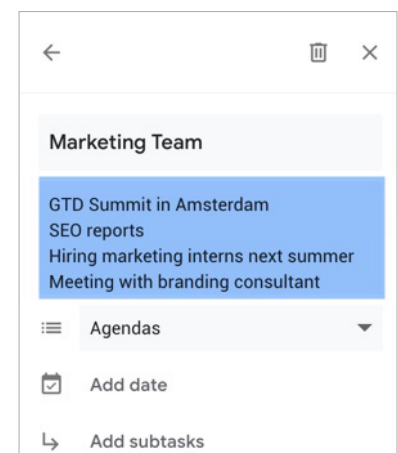 Marketing Team
GTD Summit in Amsterdam
SEO reports
Hiring marketing interns next summer
Meeting with branding consultant
Agendas
Add date
Add subtasks